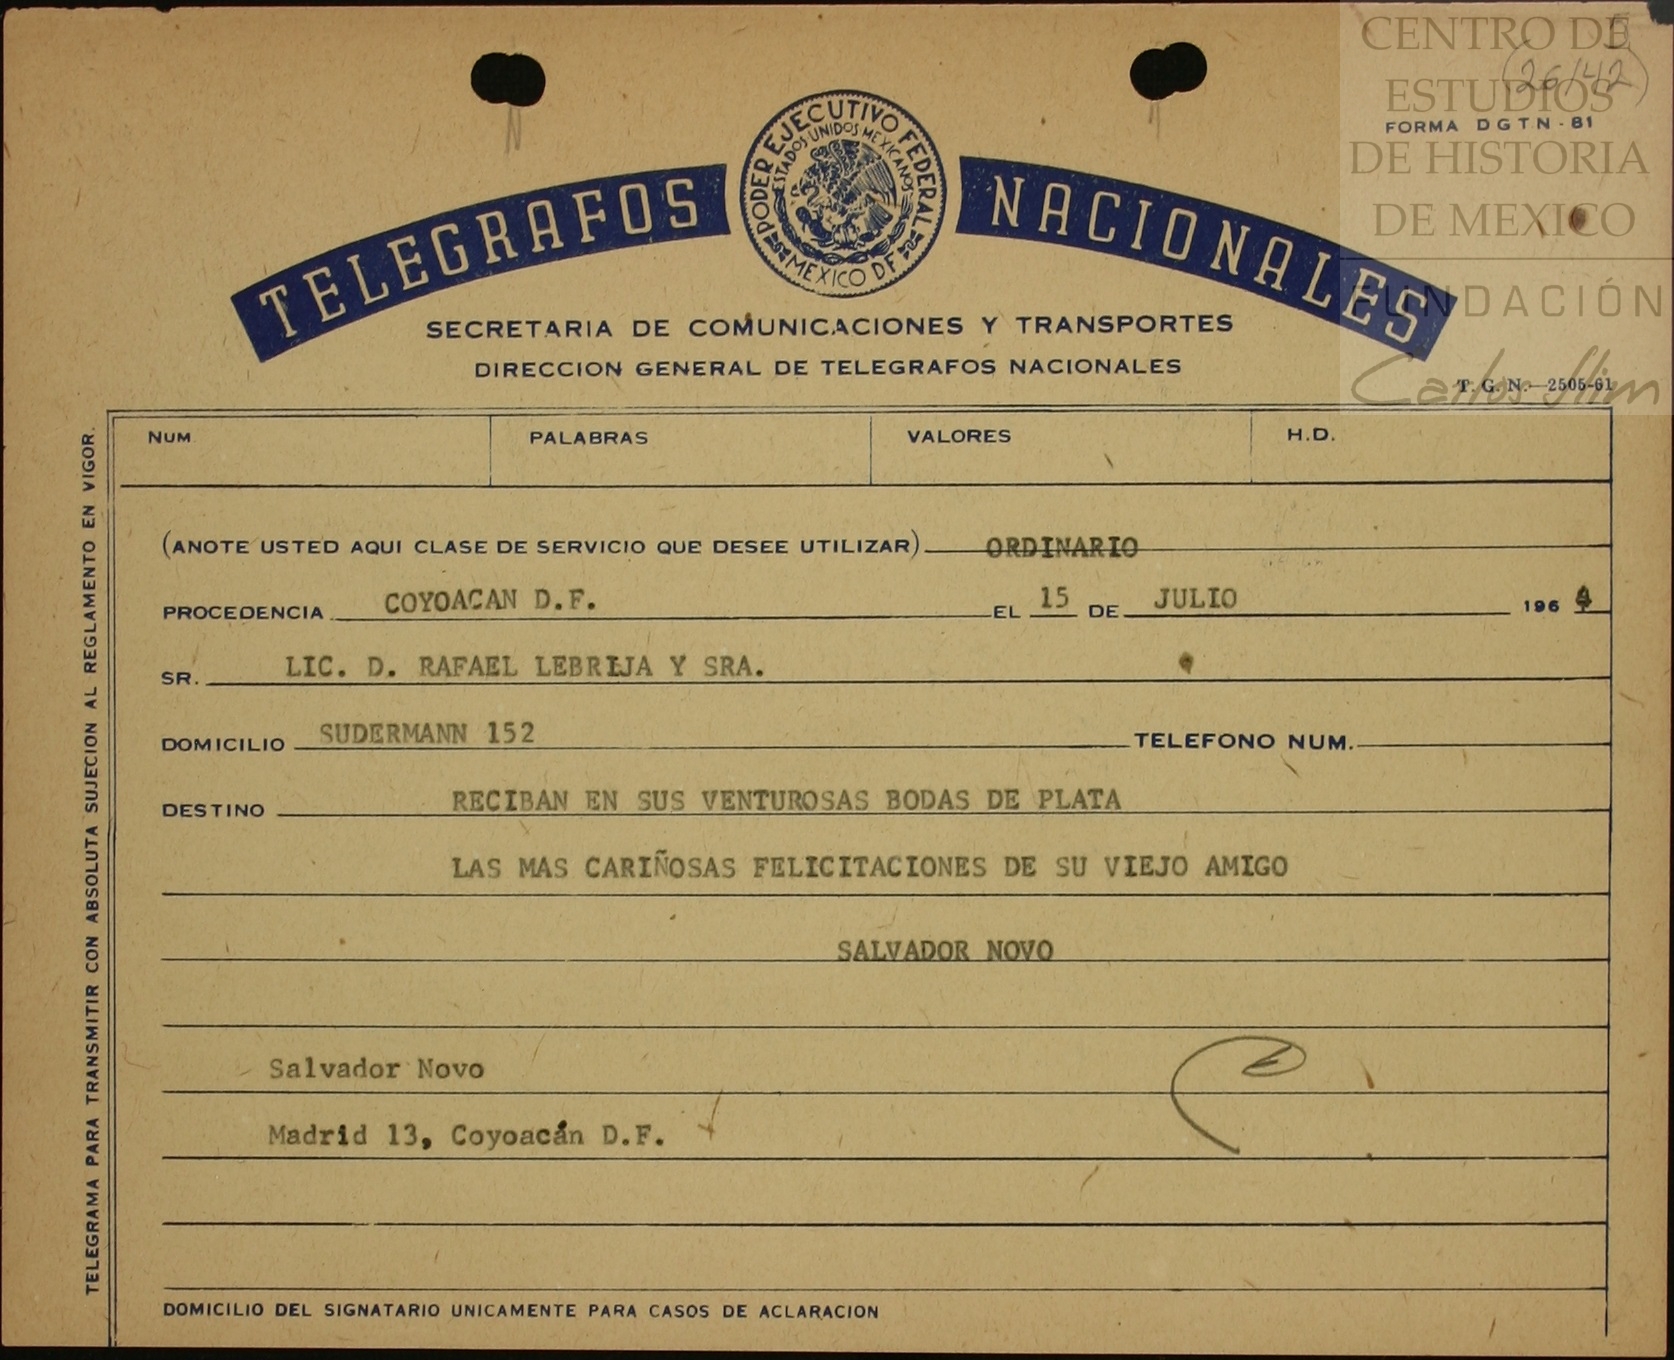 CENTRO DE
ESTUDIOS
DE HISTORIA
DE MEXICO
FUNDACIÓN
Carlos Slim
(26/42)
FORMA DGTN-81
TELEGRAFOS NACIONALES
PODER EJECUTIVO FEDERAL
ESTADOS UNIDOS MEXICANOS
MEXICO DF
SECRETARIA DE COMUNICACIONES Y TRANSPORTES
DIRECCION GENERAL DE TELEGRAFOS NACIONALES
T. G. N.—2505-61
NUM PALABRAS VALORES H.D.
(ANOTE USTED AQUI CLASE DE SERVICIO QUE DESEE UTILIZAR) ORDINARIO
PROCEDENCIA COYOACAN D.F. EL 15 DE JULIO 1964
SR. LIC. D. RAFAEL LEBRIJA Y SRA.
DOMICILIO SUDERMANN 152 TELEFONO NUM.
DESTINO RECIBAN EN SUS VENTUROSAS BODAS DE PLATA
LAS MAS CARIÑOSAS FELICITACIONES DE SU VIEJO AMIGO
SALVADOR NOVO
Salvador Novo
Madrid 13, Coyoacán D.F.
DOMICILIO DEL SIGNATARIO UNICAMENTE PARA CASOS DE ACLARACION
TELEGRAMA PARA TRANSMITIR CON ABSOLUTA SUJECION AL REGLAMENTO EN VIGOR.